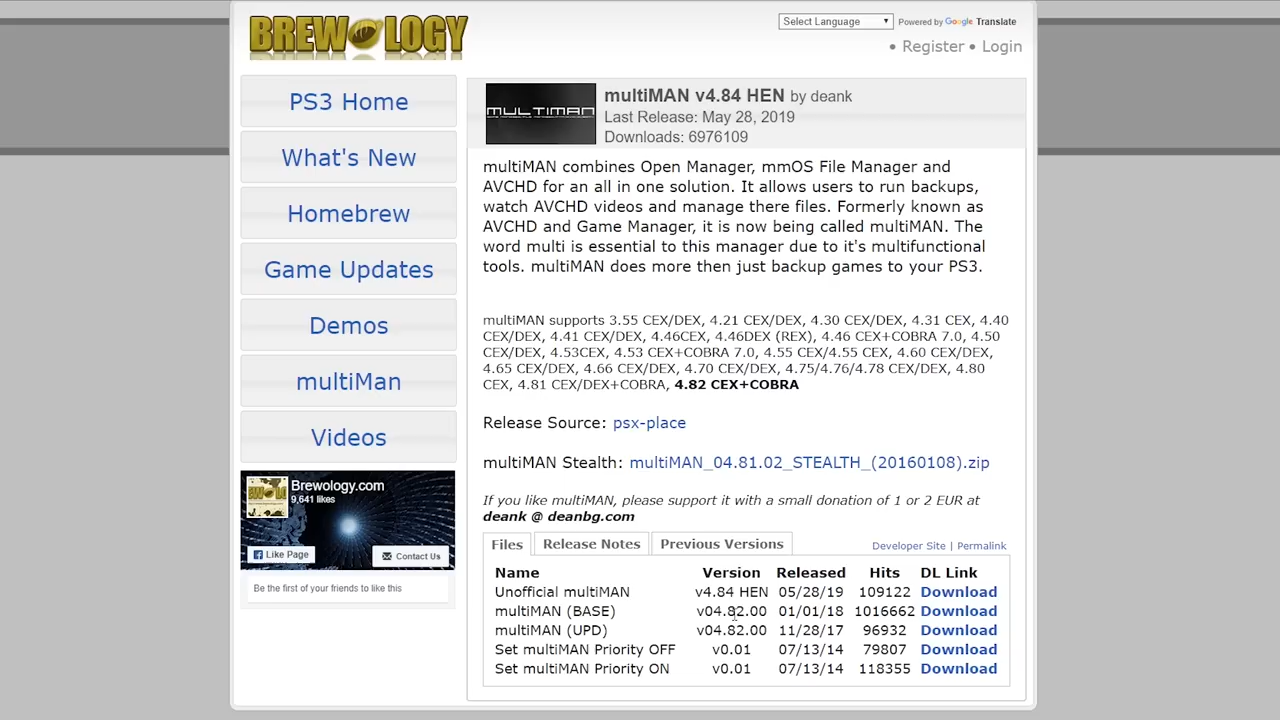 BREWOLOGY
Select Language
Powered by Google Translate
• Register • Login
PS3 Home
What's New
Homebrew
Game Updates
Demos
multiMan
Videos
Brewology.com
9,641 likes
Like Page
Contact Us
Be the first of your friends to like this
MULTIMAN
multiMAN v4.84 HEN by deank
Last Release: May 28, 2019
Downloads: 6976109
multiMAN combines Open Manager, mmOS File Manager and
AVCHD for an all in one solution. It allows users to run backups,
watch AVCHD videos and manage there files. Formerly known as
AVCHD and Game Manager, it is now being called multiMAN. The
word multi is essential to this manager due to it's multifunctional
tools. multiMAN does more then just backup games to your PS3.
multiMAN supports 3.55 CEX/DEX, 4.21 CEX/DEX, 4.30 CEX/DEX, 4.31 CEX, 4.40
CEX/DEX, 4.41 CEX/DEX, 4.46CEX, 4.46DEX (REX), 4.46 CEX+COBRA 7.0, 4.50
CEX/DEX, 4.53CEX, 4.53 CEX+COBRA 7.0, 4.55 CEX/4.55 CEX, 4.60 CEX/DEX,
4.65 CEX/DEX, 4.66 CEX/DEX, 4.70 CEX/DEX, 4.75/4.76/4.78 CEX/DEX, 4.80
CEX, 4.81 CEX/DEX+COBRA, 4.82 CEX+COBRA
Release Source: psx-place
multiMAN Stealth: multiMAN_04.81.02_STEALTH_(20160108).zip
If you like multiMAN, please support it with a small donation of 1 or 2 EUR at
deank @ deanbg.com
Files Release Notes Previous Versions Developer Site | Permalink
Name Version Released Hits DL Link
Unofficial multiMAN v4.84 HEN 05/28/19 109122 Download
multiMAN (BASE) v04.82.00 01/01/18 1016662 Download
multiMAN (UPD) v04.82.00 11/28/17 96932 Download
Set multiMAN Priority OFF v0.01 07/13/14 79807 Download
Set multiMAN Priority ON v0.01 07/13/14 118355 Download